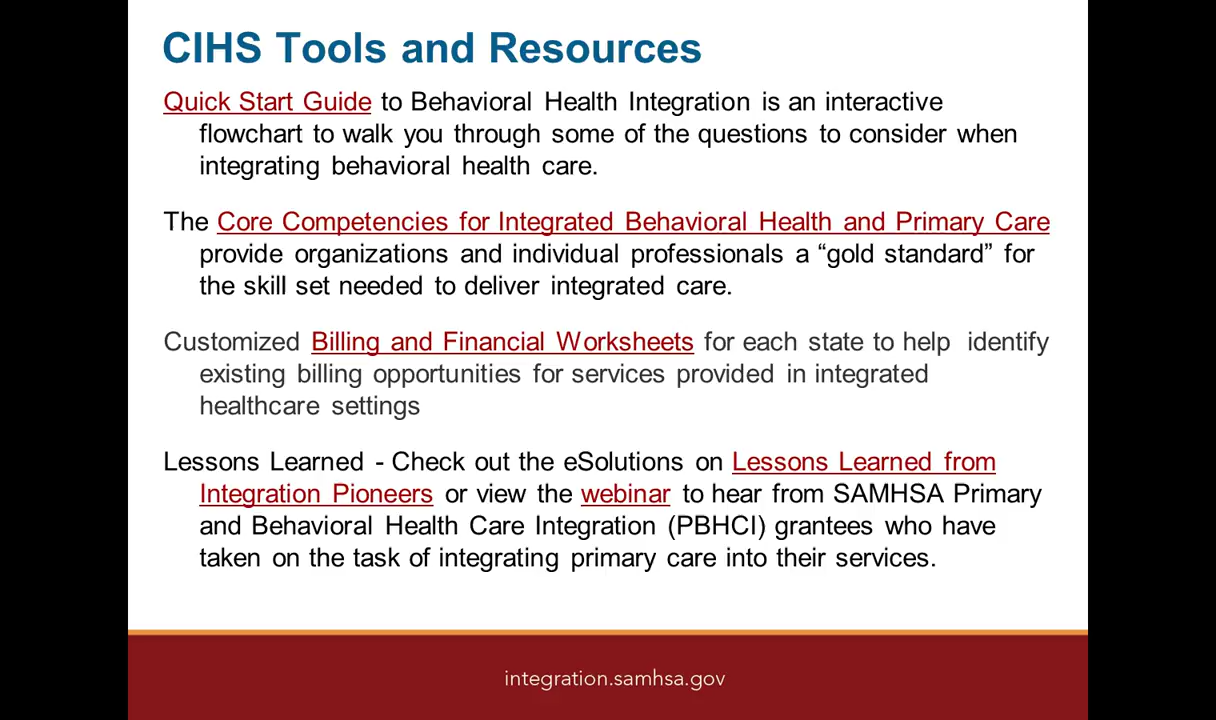 CIHS Tools and Resources
Quick Start Guide to Behavioral Health Integration is an interactive
flowchart to walk you through some of the questions to consider when
integrating behavioral health care.
The Core Competencies for Integrated Behavioral Health and Primary Care
provide organizations and individual professionals a “gold standard” for
the skill set needed to deliver integrated care.
Customized Billing and Financial Worksheets for each state to help identify
existing billing opportunities for services provided in integrated
healthcare settings
Lessons Learned - Check out the eSolutions on Lessons Learned from
Integration Pioneers or view the webinar to hear from SAMHSA Primary
and Behavioral Health Care Integration (PBHCI) grantees who have
taken on the task of integrating primary care into their services.
integration.samhsa.gov